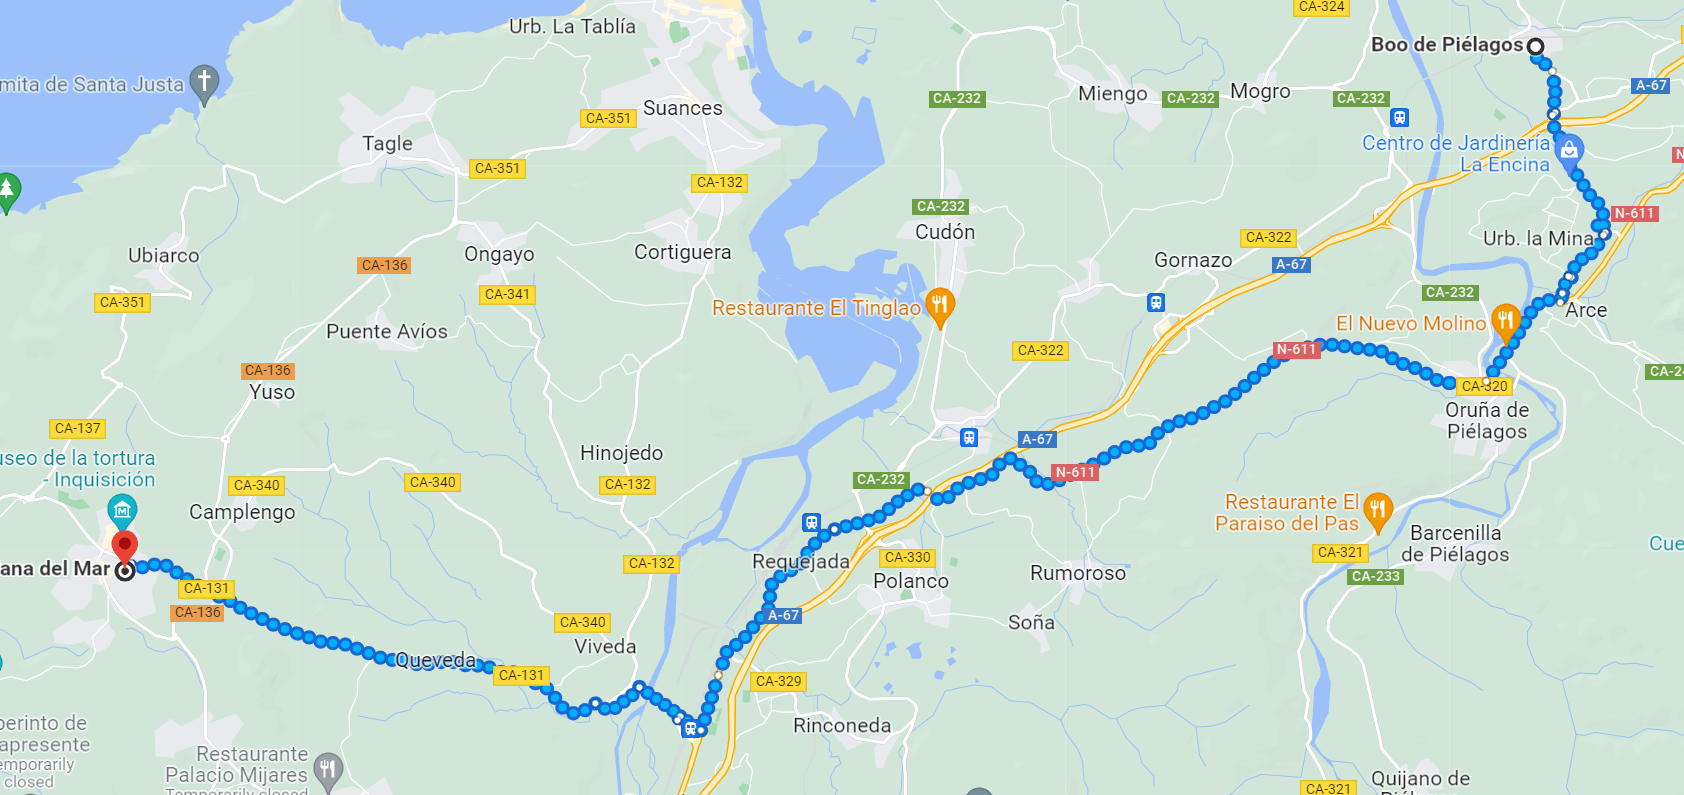 CA-324
Urb. La Tablía
Boo de Piélagos
mita de Santa Justa
A-67
CA-232
Miengo
CA-232
Mogro
CA-232
Suances
CA-351
Tagle
Centro de Jardinería
La Encina
N
CA-351
CA-132
CA-232
N-611
Cudón
Urb. la Mina
CA-322
Ubiarco
Ongayo
Cortiguera
Gornazo
CA-136
A-67
CA-351
CA-341
CA-232
Restaurante El Tinglao
Arce
El Nuevo Molino
Puente Avíos
CA-322
N-611
CA-136
CA-24
Yuso
CA-320
Oruña de
Piélagos
CA-137
A-67
useo de la tortura
- Inquisición
Hinojedo
N-611
CA-340
CA-340
CA-132
CA-232
Camplengo
Restaurante El
Paraiso del Pas
Barcenilla
de Piélagos
Cue
CA-321
CA-330
Requejada
CA-132
ana del Mar
Polanco
Rumoroso
CA-233
CA-131
CA-136
A-67
CA-340
Soña
Viveda
Queveda
CA-131
CA-329
Rinconeda
berinto de
apresente
emporarily
closed
Restaurante
Palacio Mijares
Temporarily closed
Quijano de
CA-321